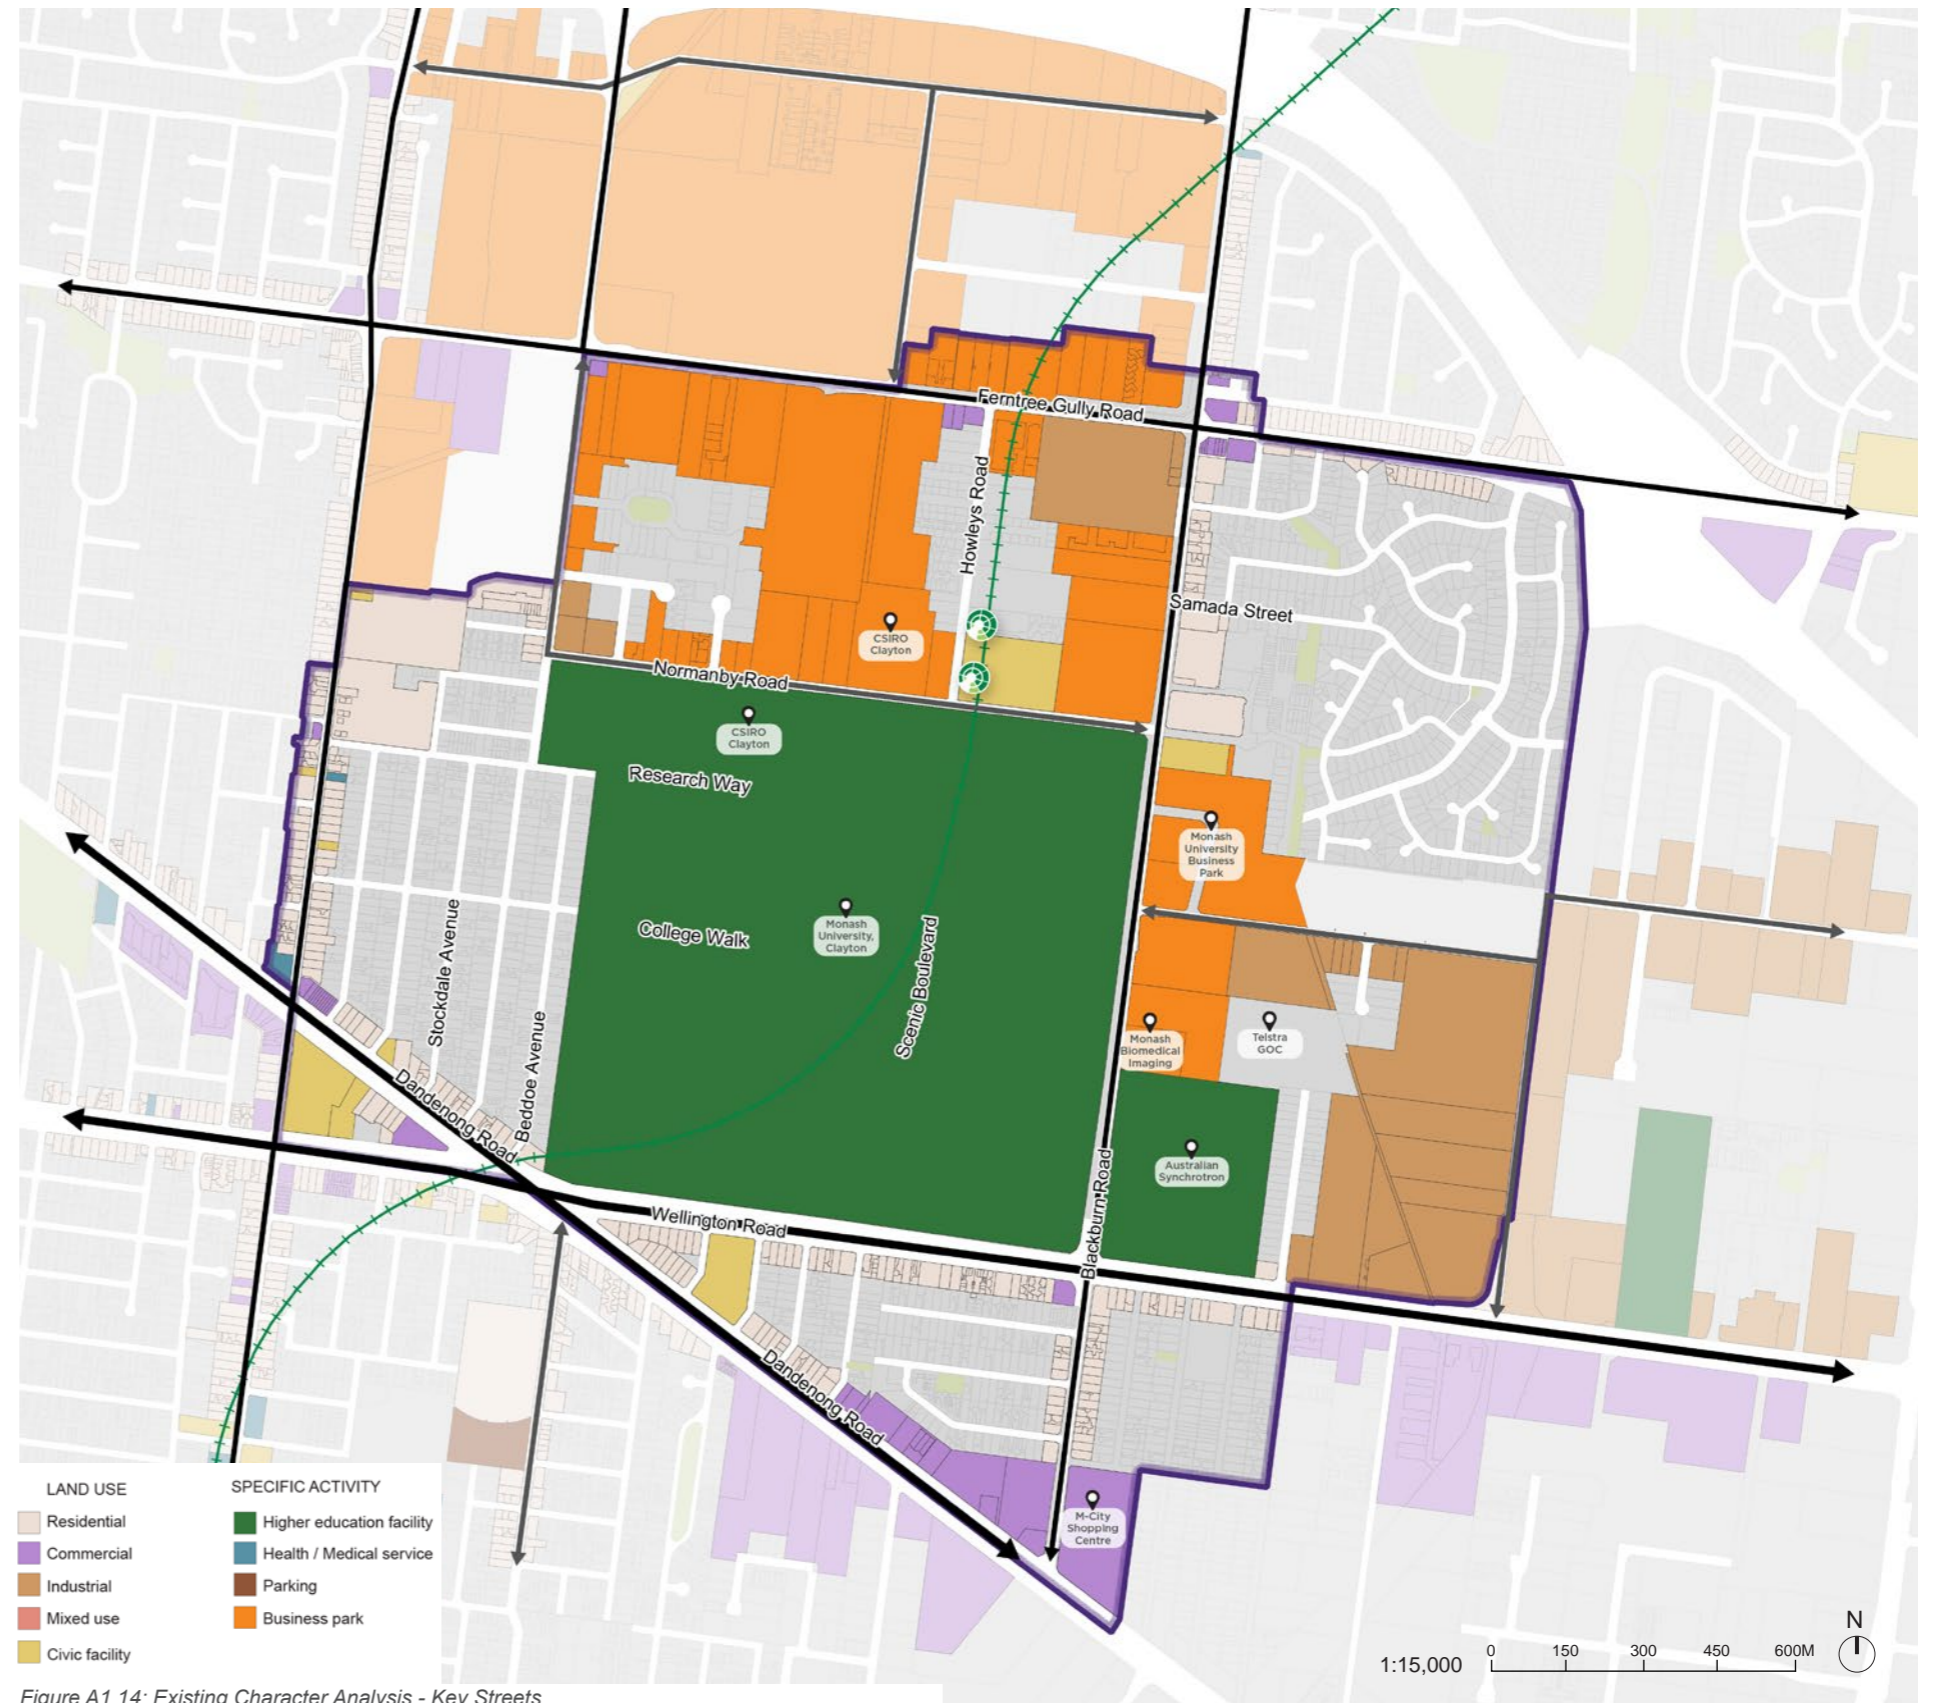 Ferntree Gully Road
Howleys Road
Samada Street
CSIRO
Clayton
Normanby Road
CSIRO
Clayton
Research Way
Monash
University
Business
Park
College Walk
Monash
University,
Clayton
Stockdale Avenue
Scenic Boulevard
Beddoe Avenue
Monash
Biomedical
Imaging
Telstra
GOC
Dandenong Road
Australian
Synchrotron
Blackburn Road
Wellington Road
Dandenong Road
M-City
Shopping
Centre
LAND USE
Residential
Commercial
Industrial
Mixed use
Civic facility
SPECIFIC ACTIVITY
Higher education facility
Health / Medical service
Parking
Business park
1:15,000
0 150 300 450 600M
N
Figure A1.14: Existing Character Analysis - Key Streets